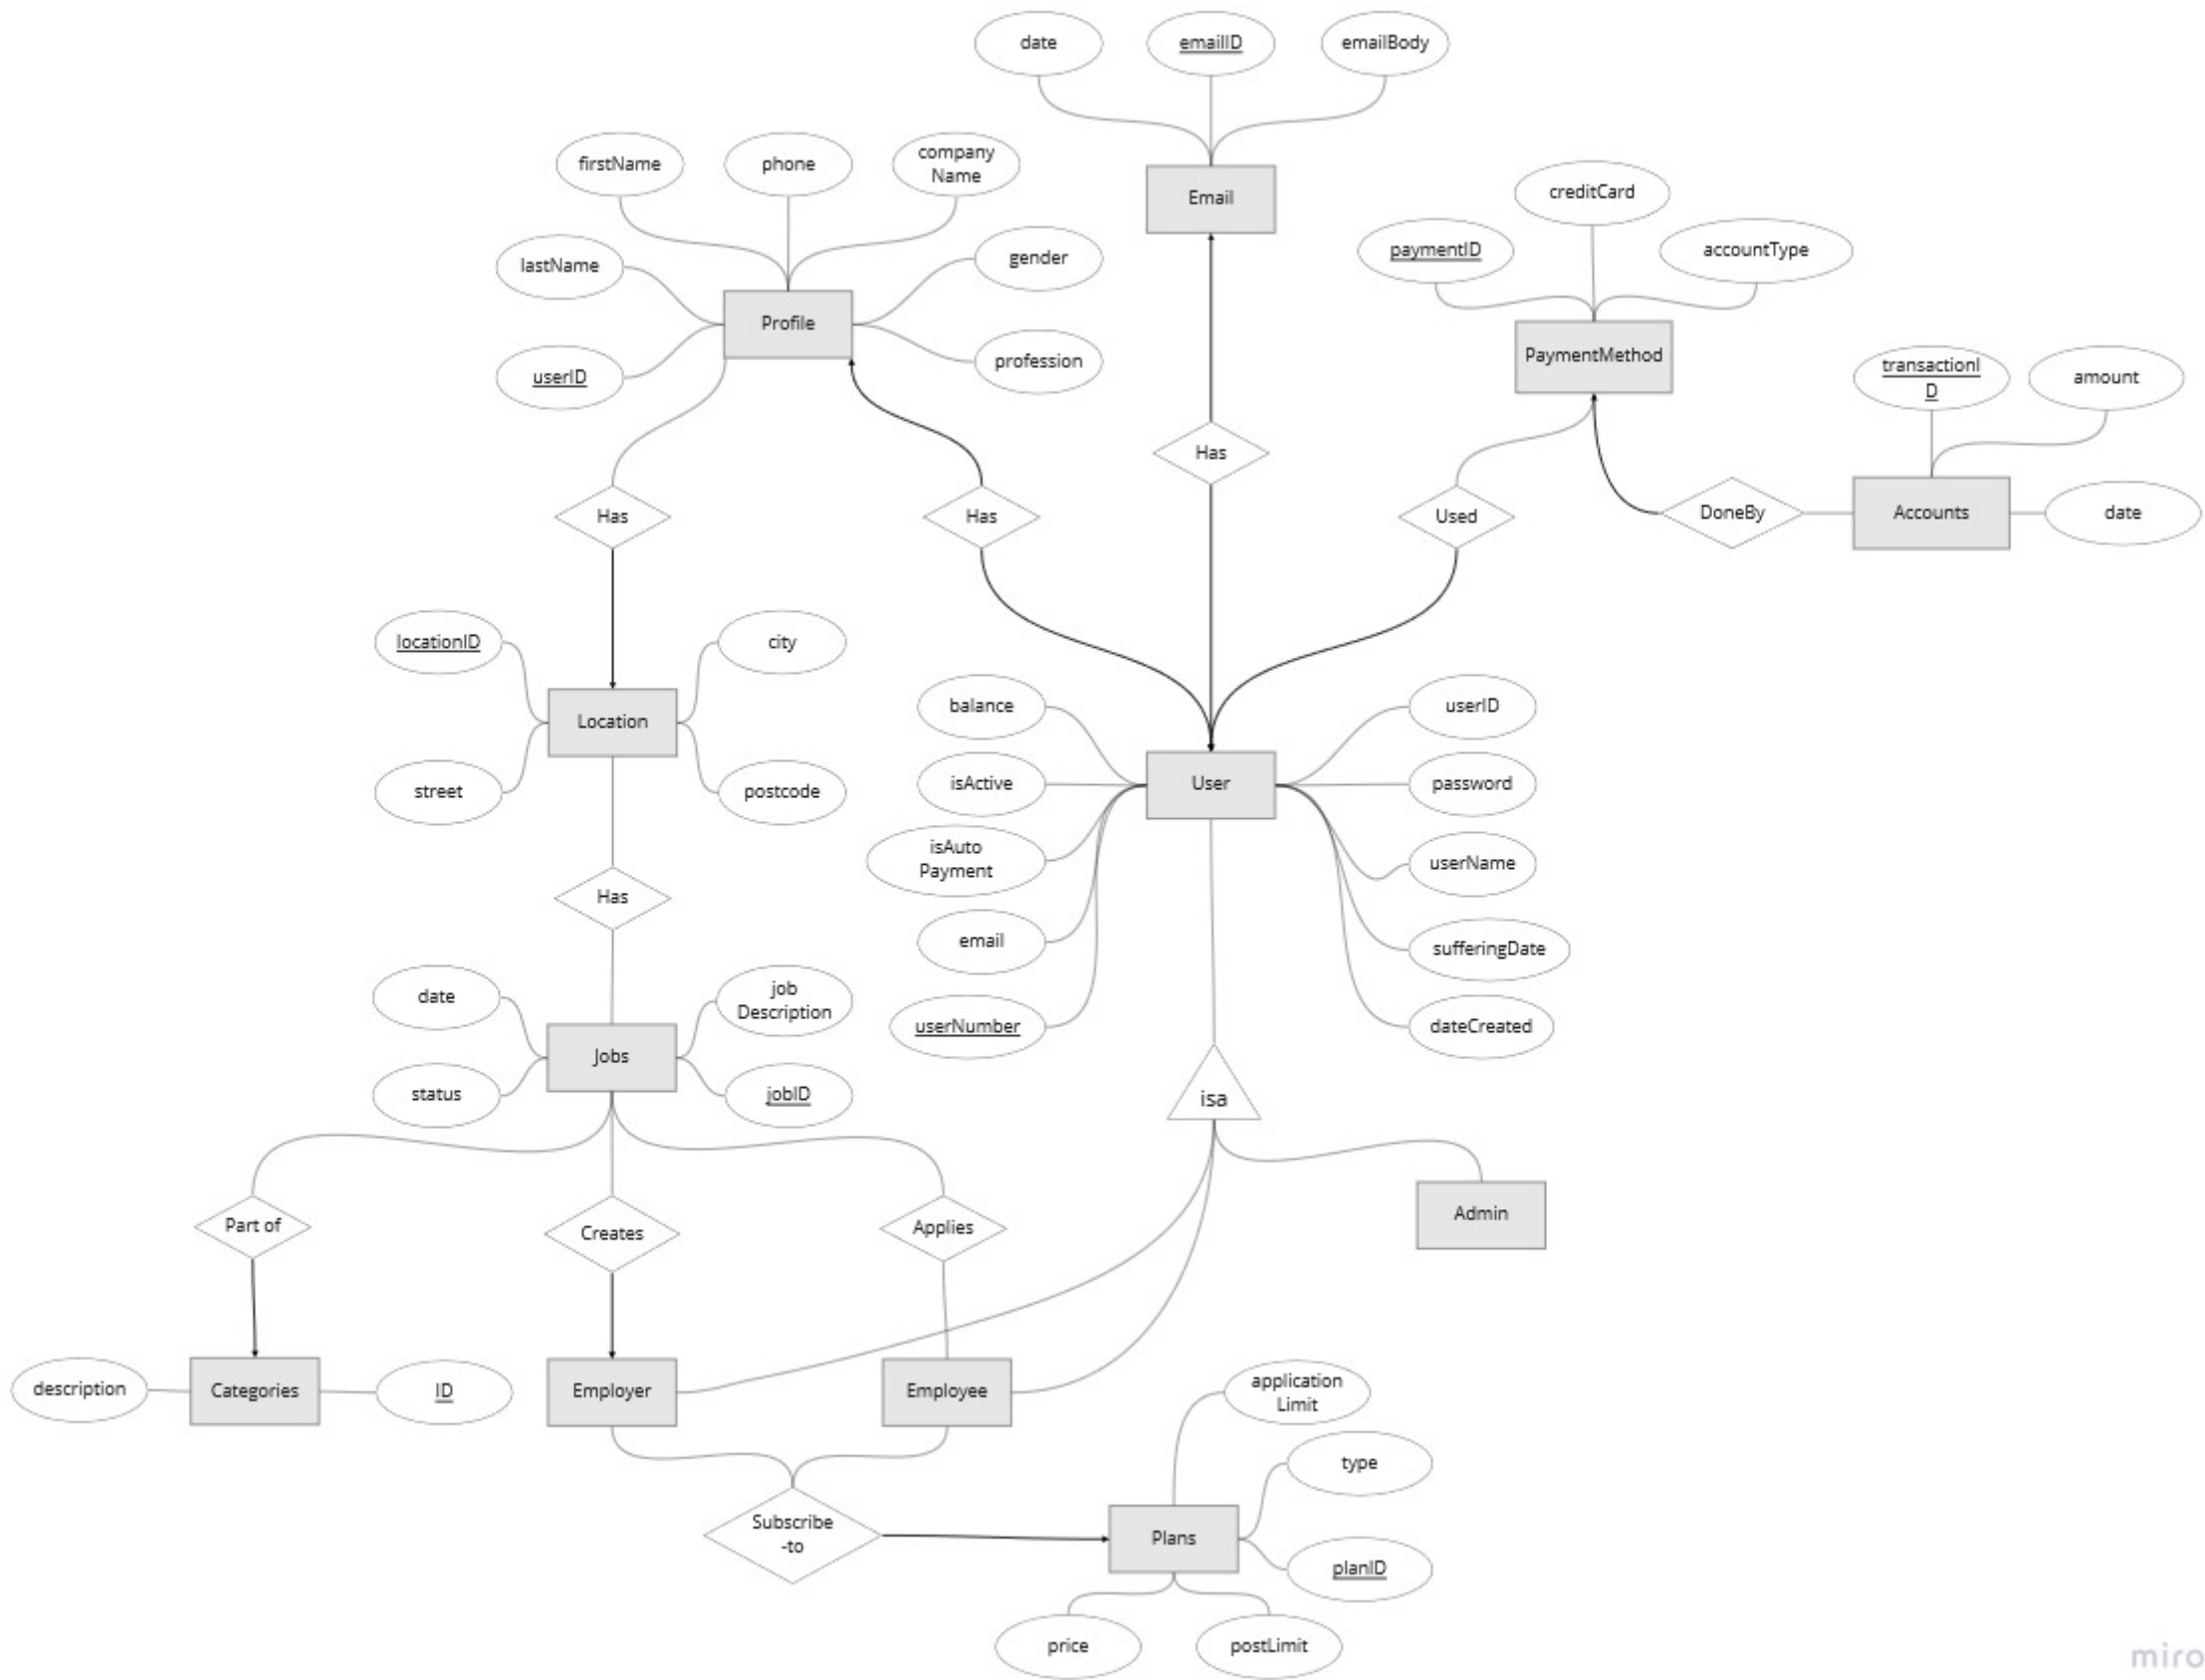 date
emailID
emailBody
firstName
phone
company
Name
Email
creditCard
lastName
gender
paymentID
accountType
Profile
PaymentMethod
userID
profession
transactionI
D
amount
Has
Has
Has
Used
DoneBy
Accounts
date
locationID
city
Location
street
postcode
balance
userID
isActive
User
password
isAuto
Payment
userName
email
sufferingDate
userNumber
dateCreated
Has
date
job
Description
Jobs
status
jobID
isa
Part of
Creates
Applies
Admin
description
Categories
ID
Employer
Employee
application
Limit
type
Subscribe
-to
Plans
planID
price
postLimit
miro